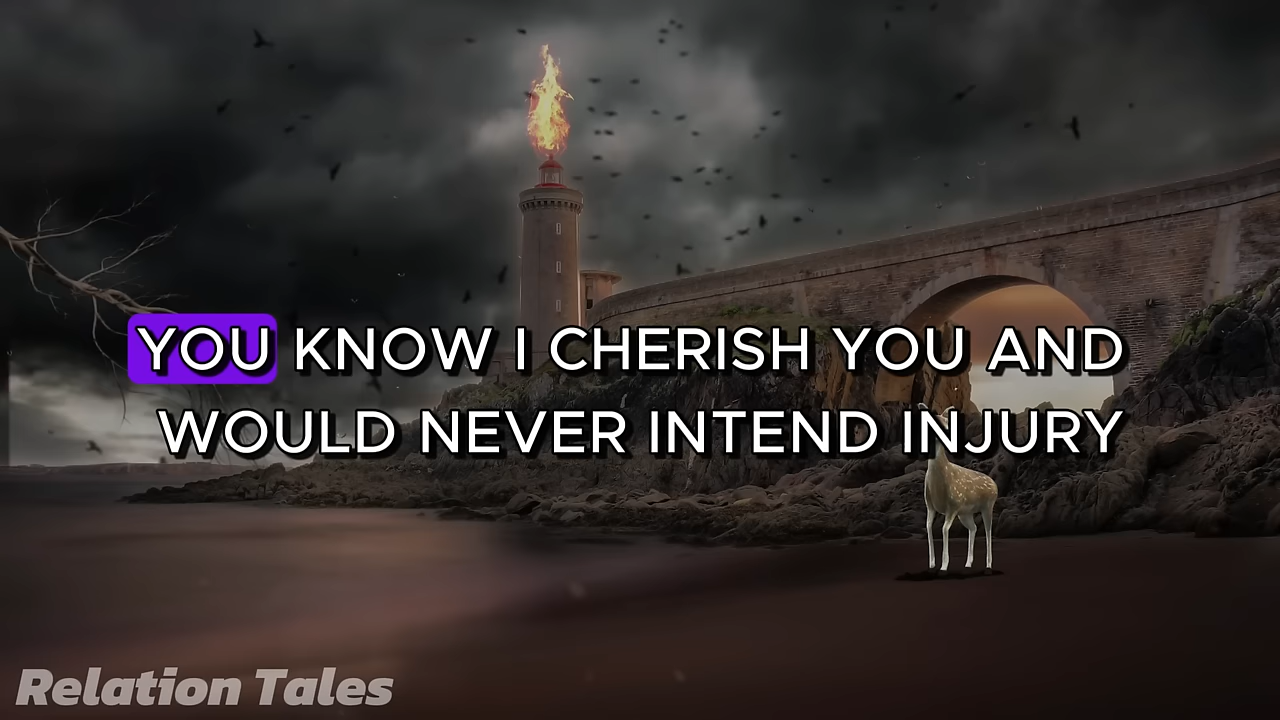 YOU KNOW I CHERISH YOU AND
WOULD NEVER INTEND INJURY
Relation Tales